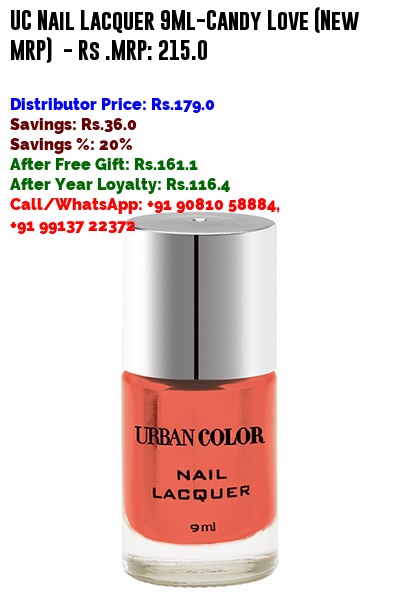 UC Nail Lacquer 9Ml-Candy Love (New
MRP) - Rs .MRP: 215.0
Distributor Price: Rs.179.0
Savings: Rs.36.0
Savings %: 20%
After Free Gift: Rs.161.1
After Year Loyalty: Rs.116.4
Call/WhatsApp: +91 90810 58884,
+91 99137 22372
URBAN COLOR
NAIL
LACQUER
9ml